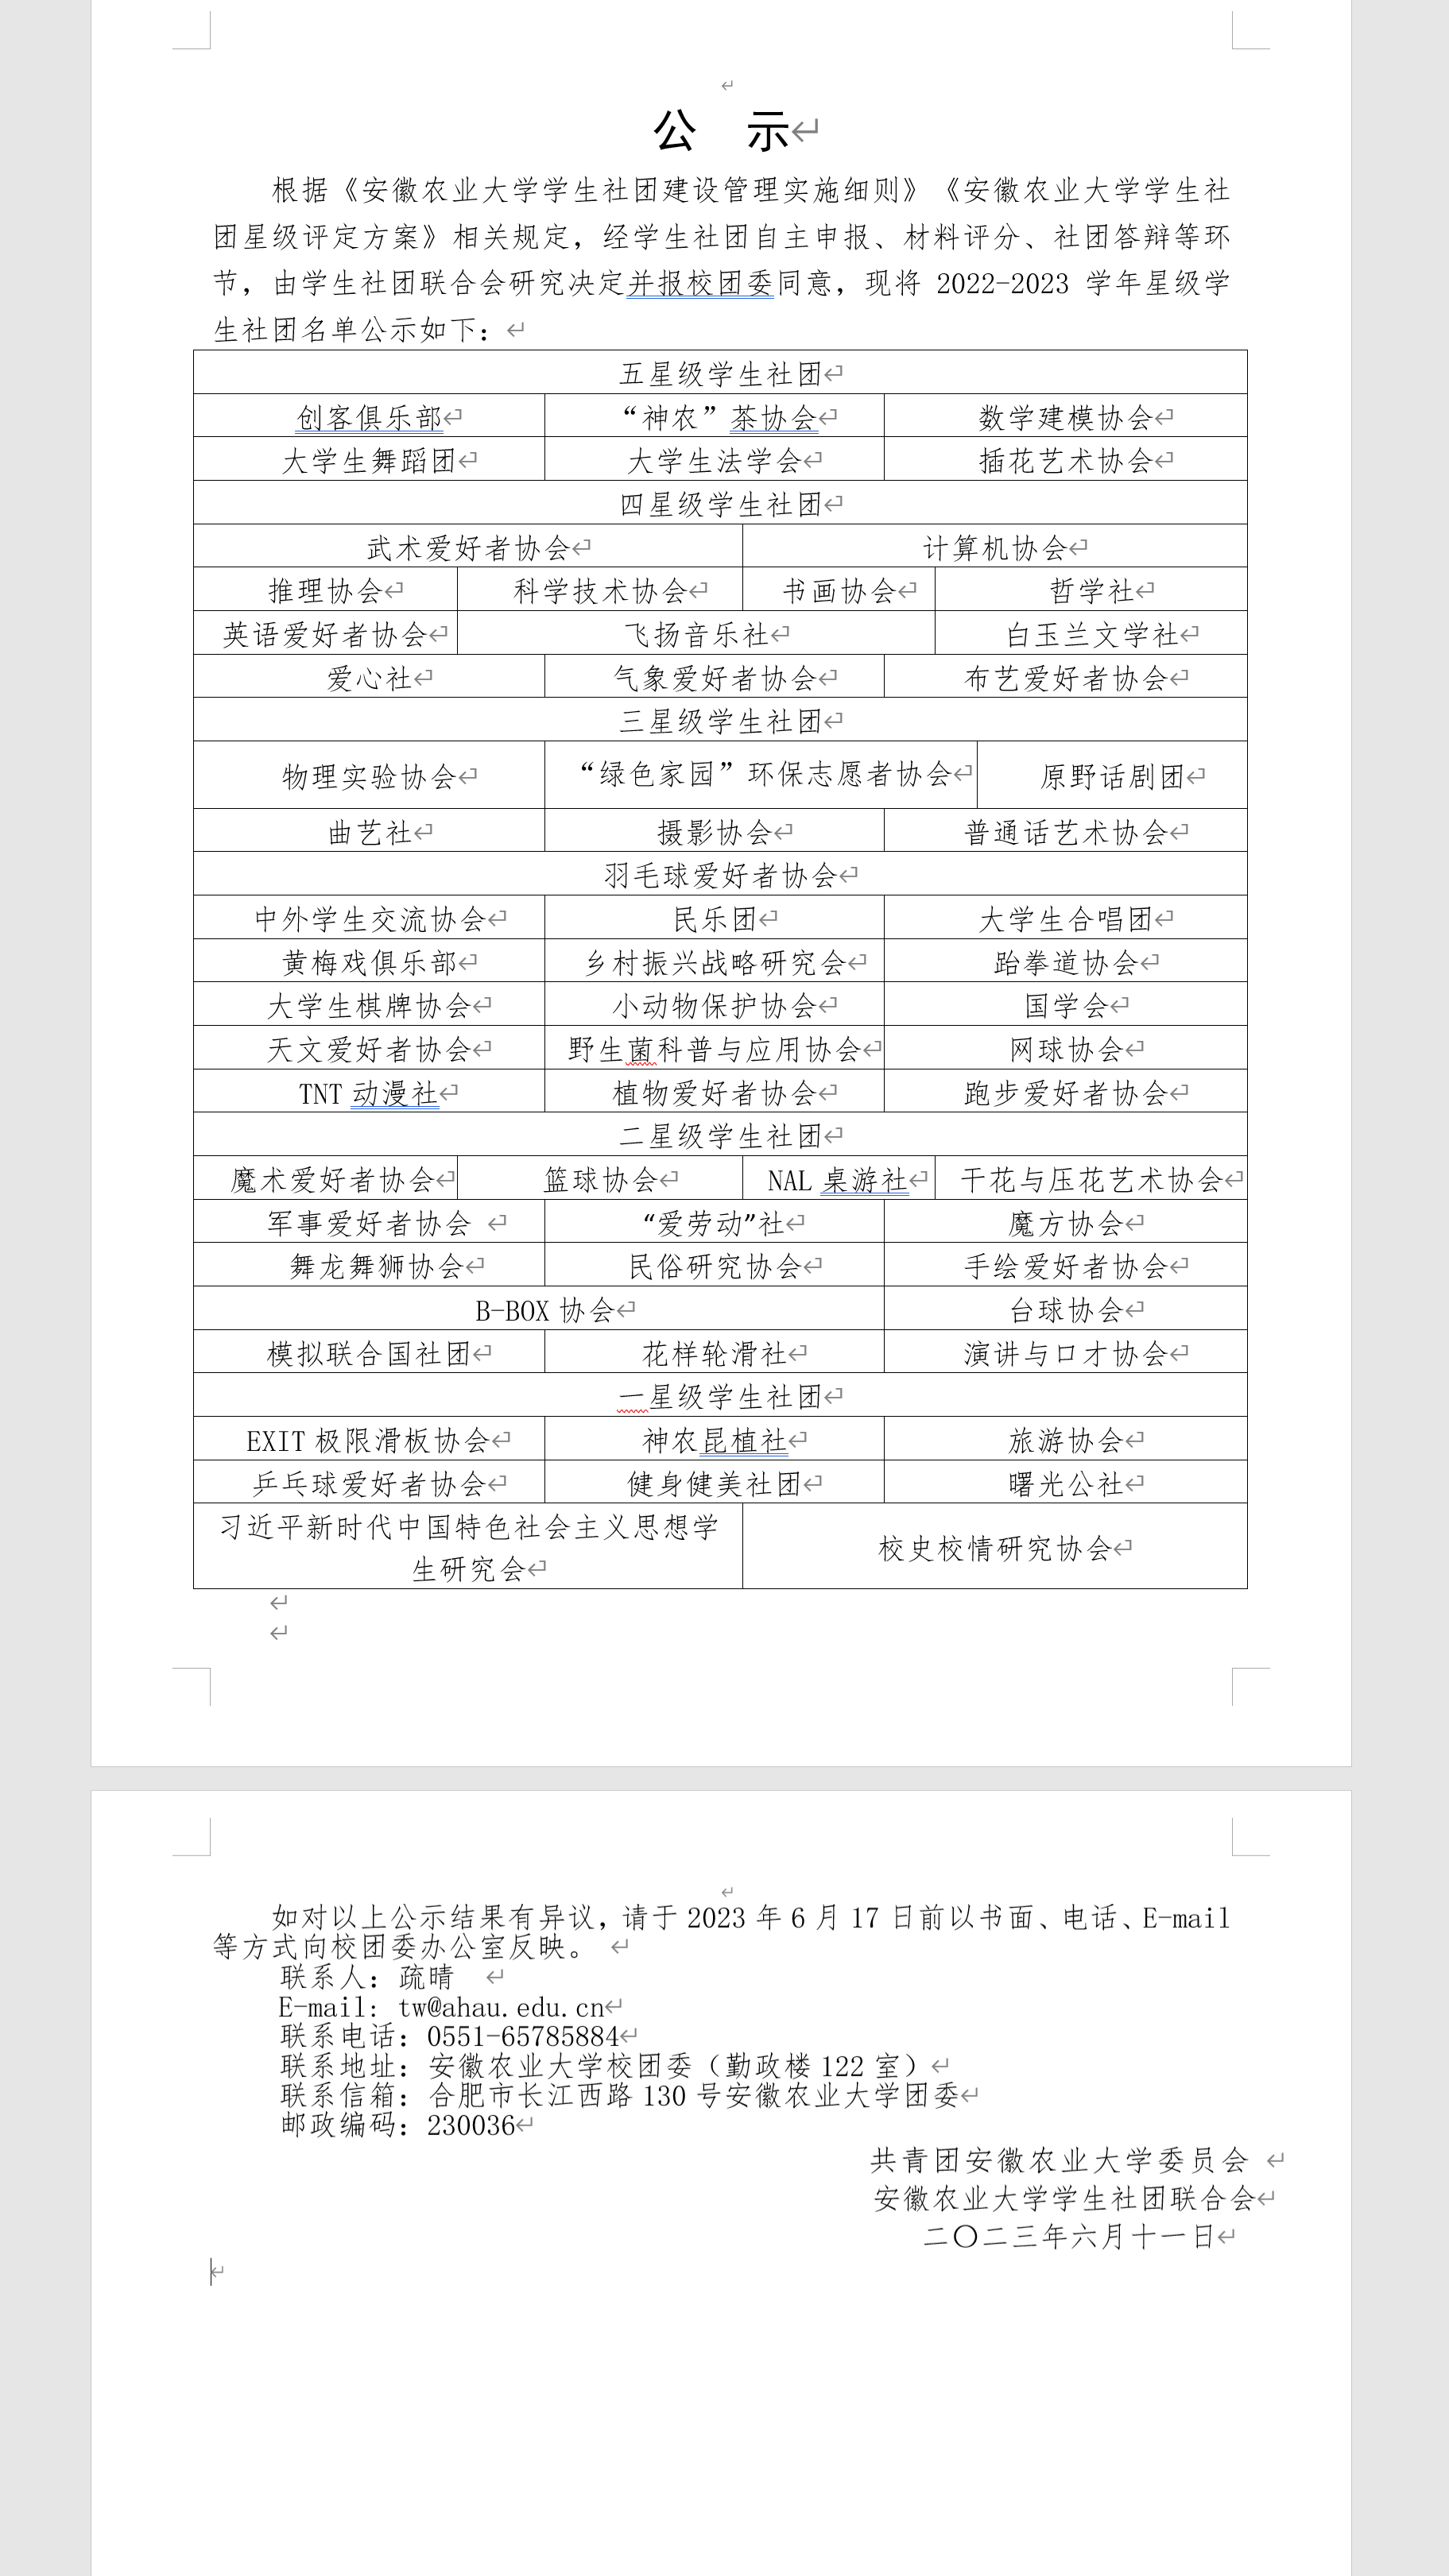 公 示
根据《安徽农业大学学生社团建设管理实施细则》《安徽农业大学学生社
团星级评定方案》相关规定，经学生社团自主申报、材料评分、社团答辩等环
节，由学生社团联合会研究决定并报校团委同意，现将 2022-2023 学年星级学
生社团名单公示如下：
五星级学生社团
创客俱乐部 “神农”茶协会 数学建模协会
大学生舞蹈团 大学生法学会 插花艺术协会
四星级学生社团
武术爱好者协会 计算机协会
推理协会 科学技术协会 书画协会 哲学社
英语爱好者协会 飞扬音乐社 白玉兰文学社
爱心社 气象爱好者协会 布艺爱好者协会
三星级学生社团
物理实验协会 “绿色家园”环保志愿者协会 原野话剧团
曲艺社 摄影协会 普通话艺术协会
羽毛球爱好者协会
中外学生交流协会 民乐团 大学生合唱团
黄梅戏俱乐部 乡村振兴战略研究会 跆拳道协会
大学生棋牌协会 小动物保护协会 国学会
天文爱好者协会 野生菌科普与应用协会 网球协会
TNT 动漫社 植物爱好者协会 跑步爱好者协会
二星级学生社团
魔术爱好者协会 篮球协会 NAL 桌游社 干花与压花艺术协会
军事爱好者协会 “爱劳动”社 魔方协会
舞龙舞狮协会 民俗研究协会 手绘爱好者协会
B-BOX 协会 台球协会
模拟联合国社团 花样轮滑社 演讲与口才协会
一星级学生社团
EXIT 极限滑板协会 神农昆植社 旅游协会
乒乓球爱好者协会 健身健美社团 曙光公社
习近平新时代中国特色社会主义思想学
生研究会 校史校情研究协会
如对以上公示结果有异议，请于 2023 年 6 月 17 日前以书面、电话、E-mail
等方式向校团委办公室反映。
联系人：疏晴
E-mail: tw@ahau.edu.cn
联系电话：0551-65785884
联系地址：安徽农业大学校团委（勤政楼 122 室）
联系信箱：合肥市长江西路 130 号安徽农业大学团委
邮政编码：230036
共青团安徽农业大学委员会
安徽农业大学学生社团联合会
二〇二三年六月十一日